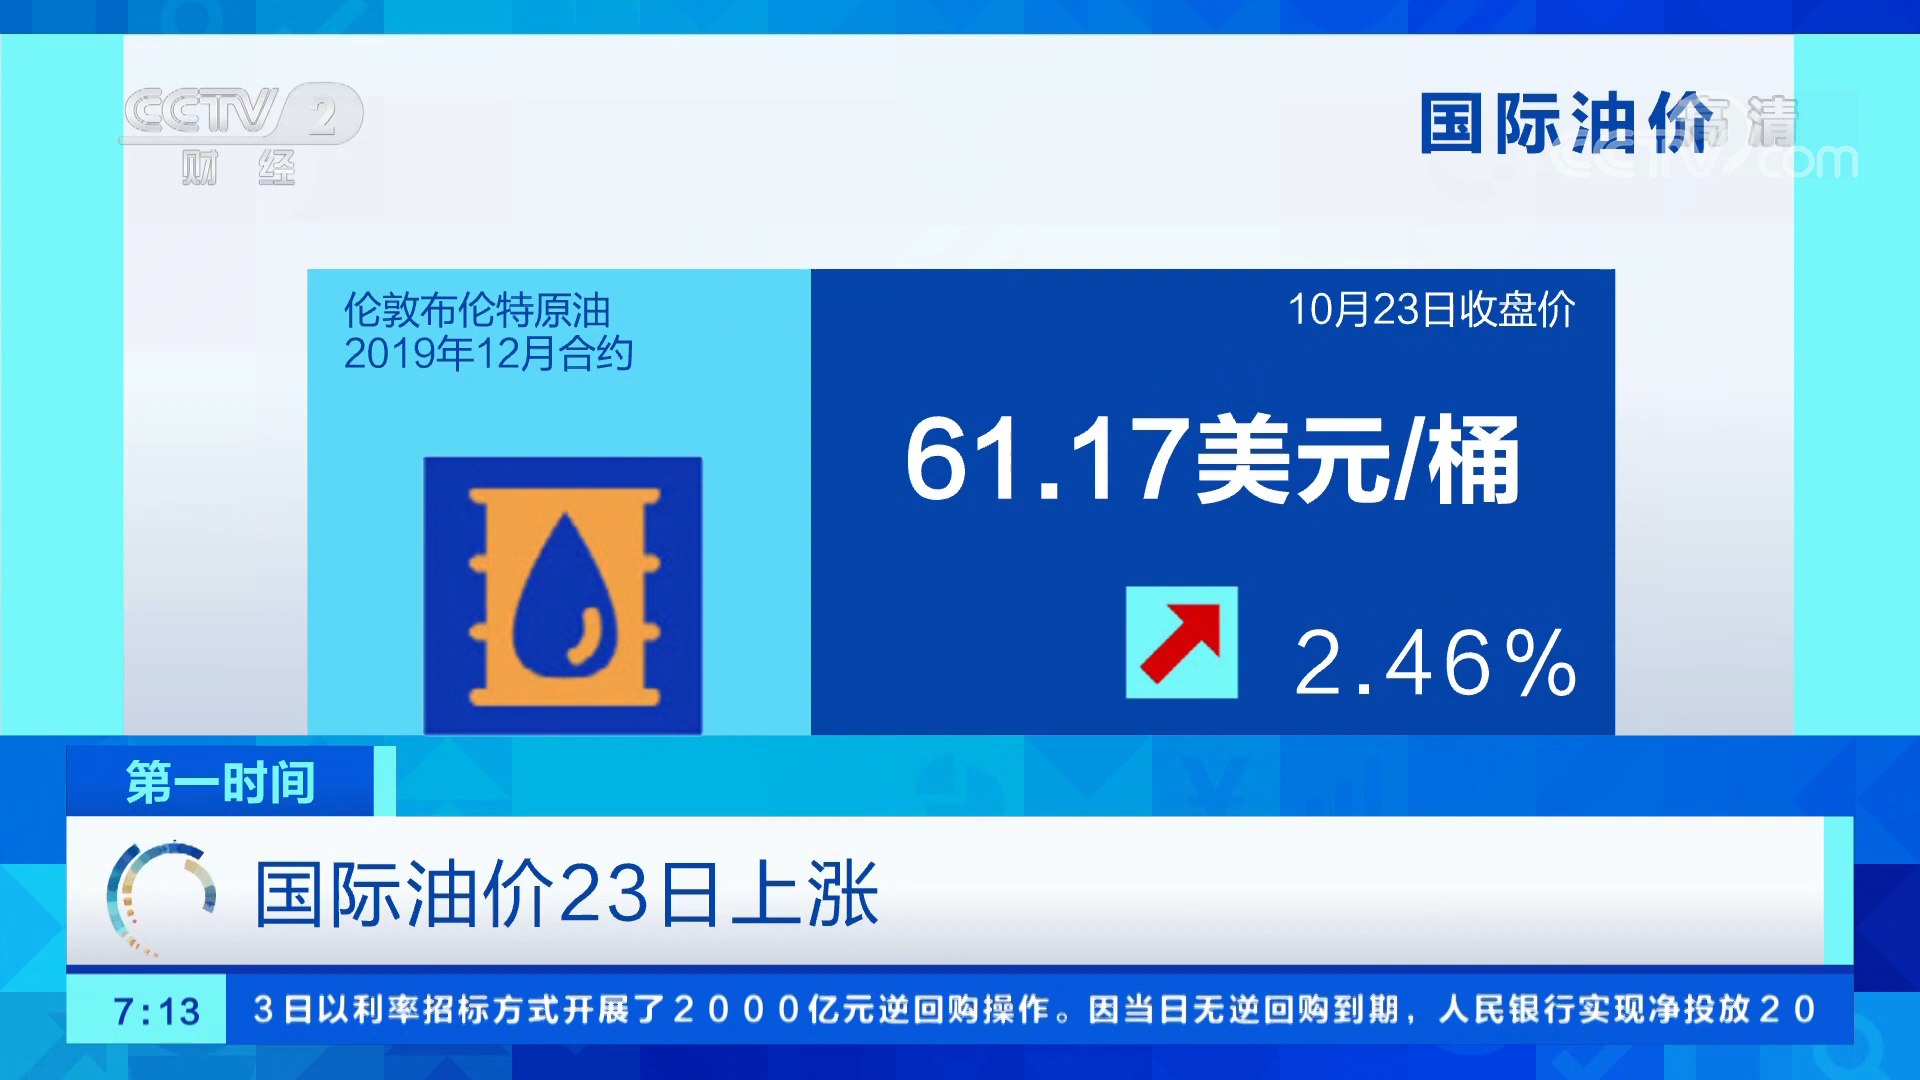 CCTV 2
财 经
国际油价
高清
CCTV.com
伦敦布伦特原油
2019年12月合约
10月23日收盘价
61.17美元/桶
2.46%
第一时间
国际油价23日上涨
7:13
3日以利率招标方式开展了2000亿元逆回购操作。因当日无逆回购到期，人民银行实现净投放20